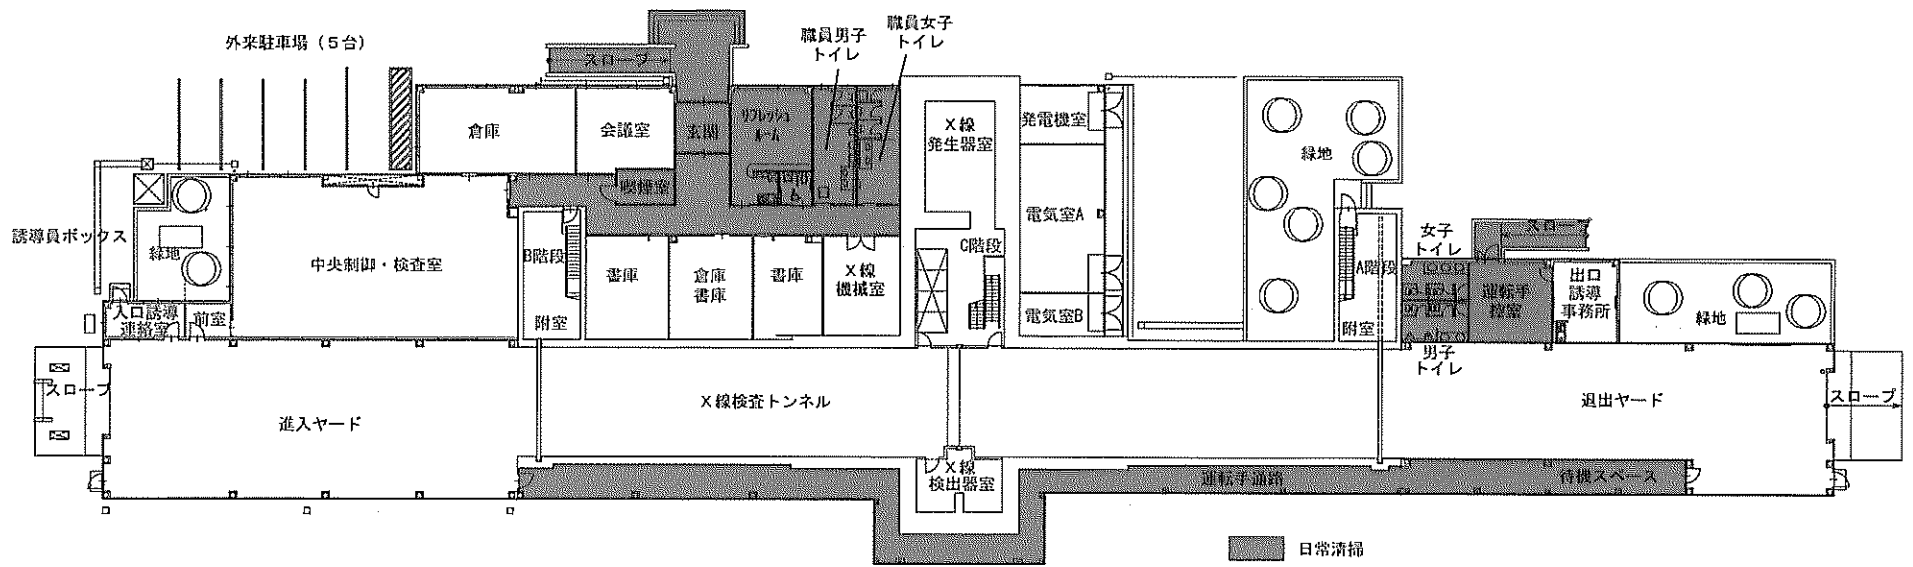 外来駐車場(5台)
職員男子
トイレ
職員女子
トイレ
スロープ
倉庫
会議室
玄関
リフレッシュ
ルーム
X線
発生器室
発電機室
緑地
喫煙室
電気室A
誘導員ボックス
緑地
中央制御・検査室
B階段
書庫
倉庫
書庫
書庫
X線
機械室
C階段
A階段
女子
トイレ
スロープ
入口誘導
連絡室
前室
附室
電気室B
附室
運転手
控室
出口
誘導
事務所
緑地
男子
トイレ
スロープ
進入ヤード
X線検査トンネル
退出ヤード
スロープ
X線
検出器室
運転手通路
待機スペース
日常清掃